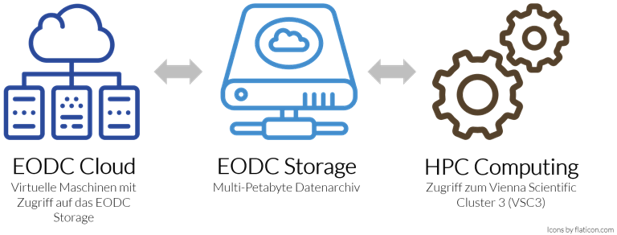 EODC Cloud
Virtuelle Maschinen mit
Zugriff auf das EODC
Storage
EODC Storage
Multi-Petabyte Datenarchiv
HPC Computing
Zugriff zum Vienna Scientific
Cluster 3 (VSC3)
Icons by flaticon.com